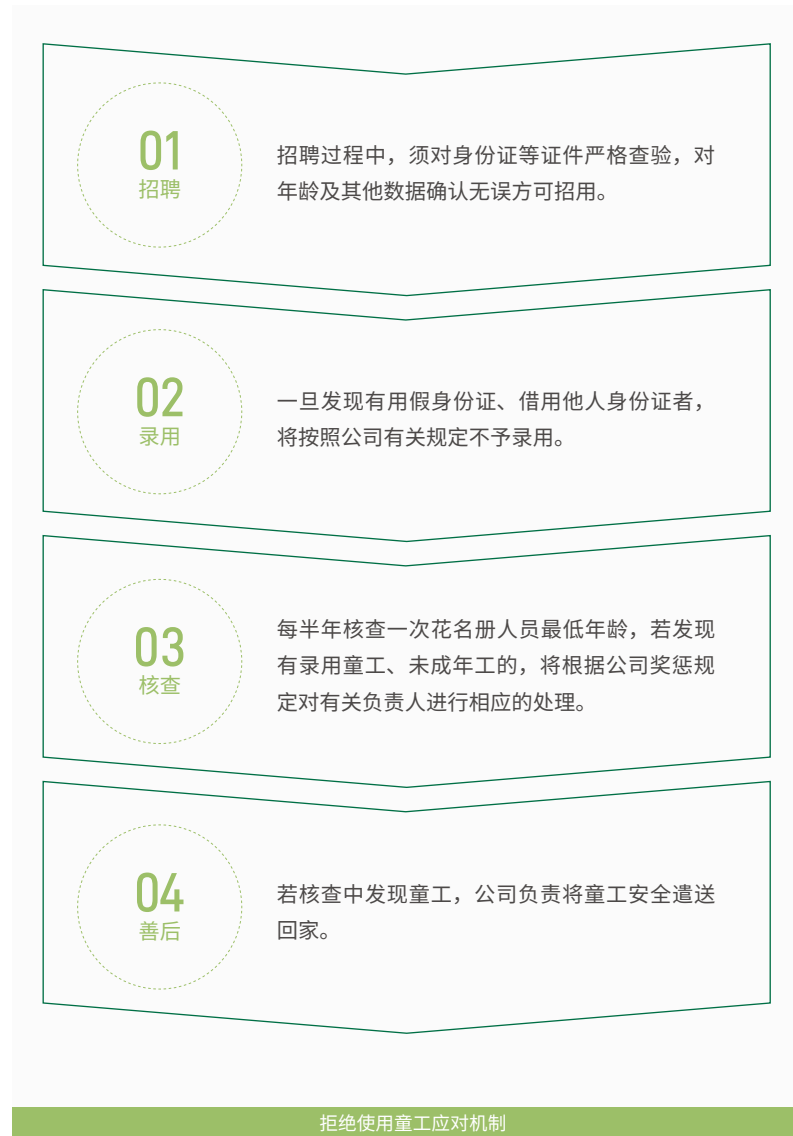 01
招聘
招聘过程中，须对身份证等证件严格查验，对
年龄及其他数据确认无误方可招用。
02
录用
一旦发现有用假身份证、借用他人身份证者，
将按照公司有关规定不予录用。
03
核查
每半年核查一次花名册人员最低年龄，若发现
有录用童工、未成年工的，将根据公司奖惩规
定对有关负责人进行相应的处理。
04
善后
若核查中发现童工，公司负责将童工安全遣送
回家。
拒绝使用童工应对机制